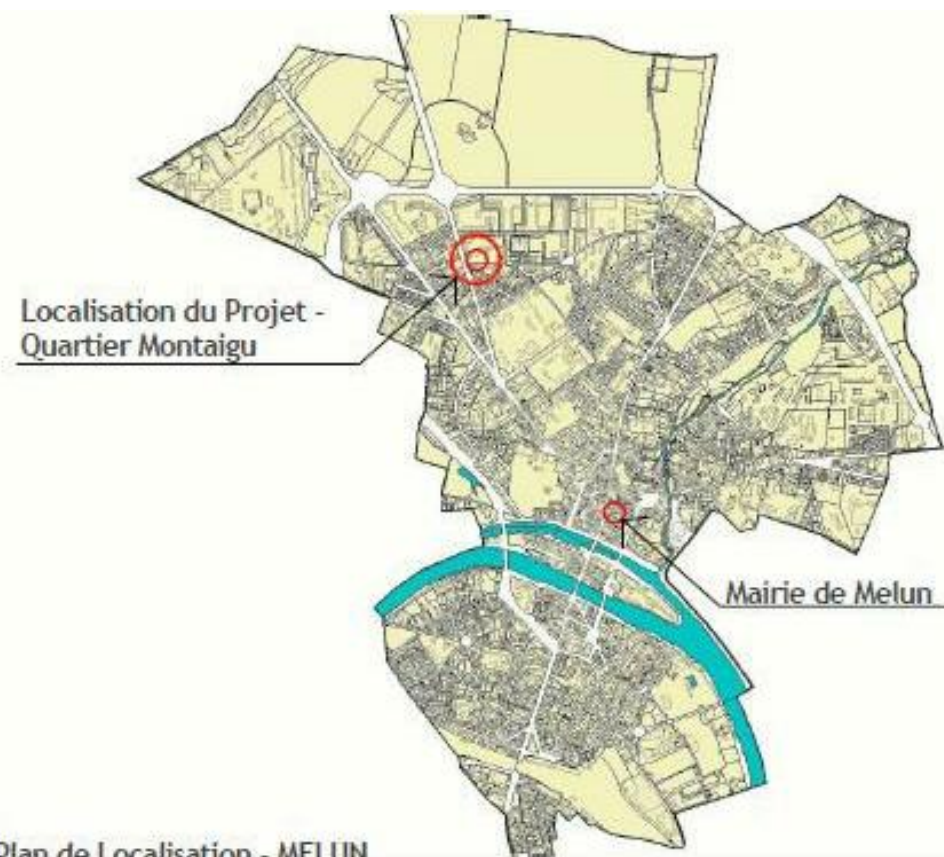 Localisation du Projet -
Quartier Montaigu
Mairie de Melun
Plan de Localisation - MELUN